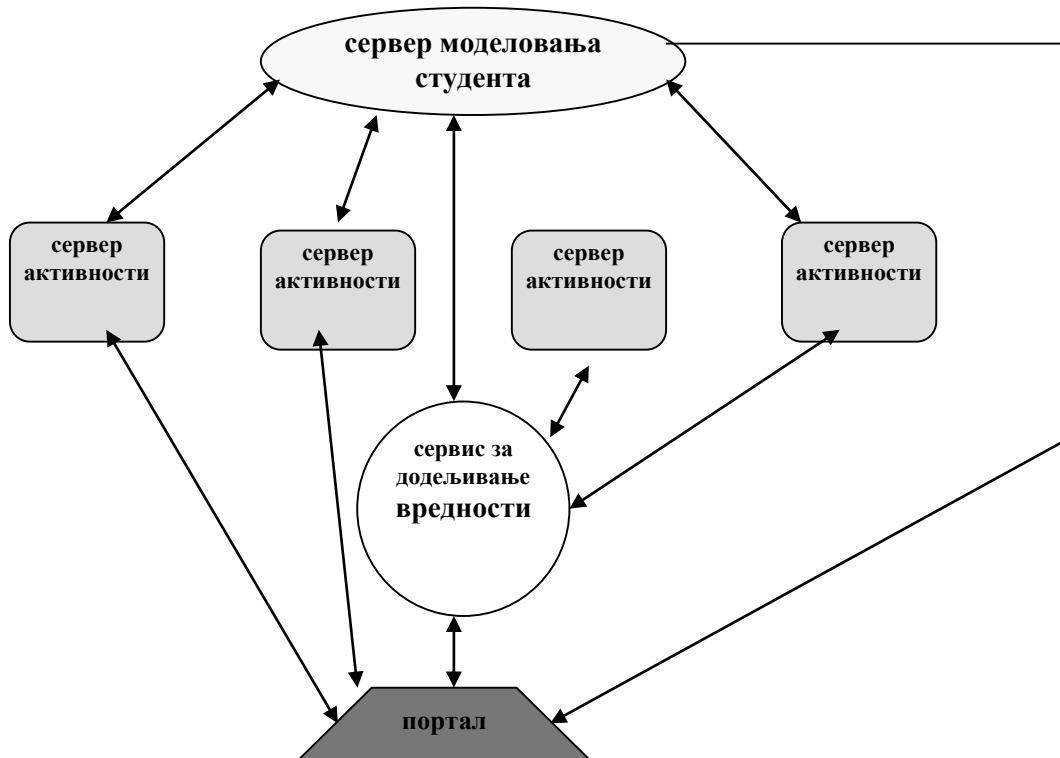 сервер моделовања
студента
сервер
активности
сервер
активности
сервер
активности
сервер
активности
сервис за
додељивање
вредности
портал